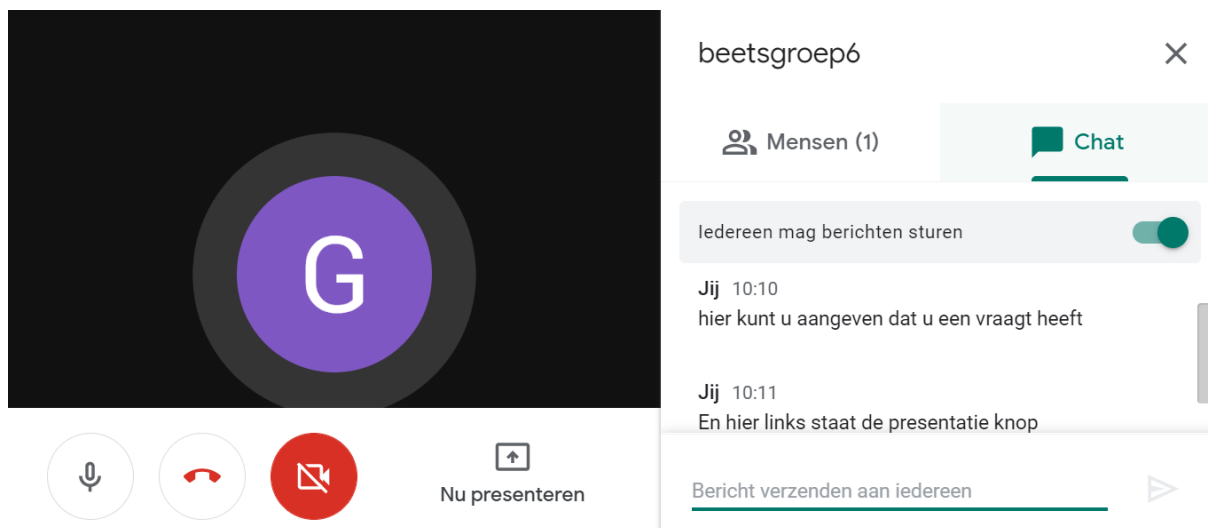 G
Nu presenteren
beetsgroep6
Mensen (1)
Chat
Iedereen mag berichten sturen
Jij 10:10
hier kunt u aangeven dat u een vraagt heeft
Jij 10:11
En hier links staat de presentatie knop
Bericht verzenden aan iedereen